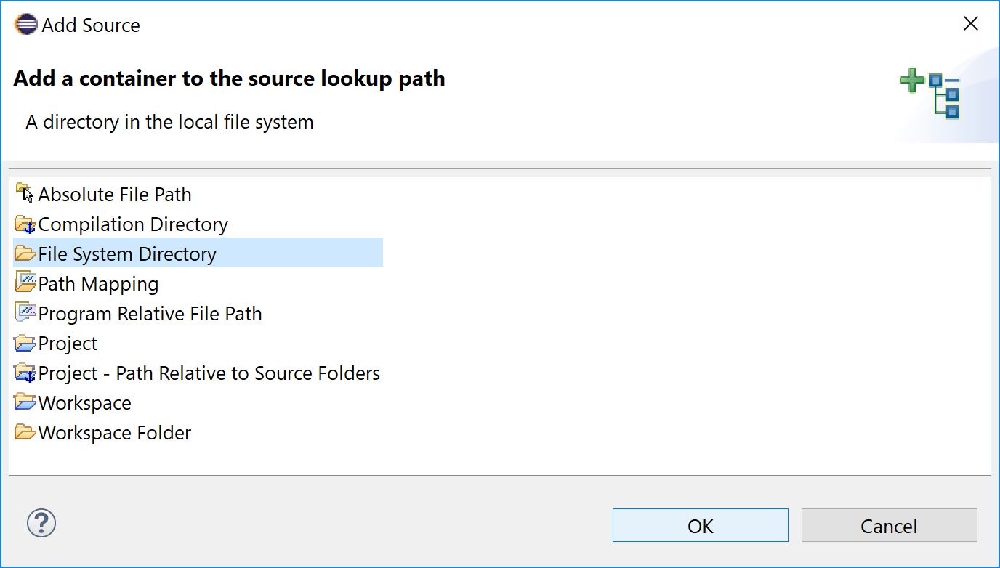 Add Source
Add a container to the source lookup path
A directory in the local file system
Absolute File Path
Compilation Directory
File System Directory
Path Mapping
Program Relative File Path
Project
Project - Path Relative to Source Folders
Workspace
Workspace Folder
?
OK
Cancel